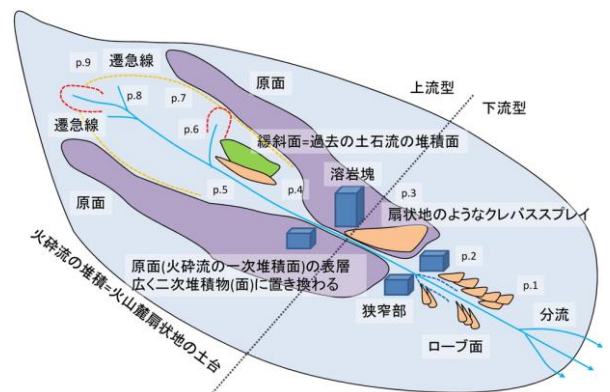 p.9
遷急線
p.8
p.7
原面
上流型
下流型
p.6
遷急線
緩斜面=過去の土石流の堆積面
溶岩塊
p.3
原面
p.5
p.4
扇状地のようなクレバススプレイ
p.2
原面(火砕流の一次堆積面)の表層
広く二次堆積物(面)に置き換わる
p.1
狭窄部
分流
ローブ面
火砕流の堆積=火山麓扇状地の土台